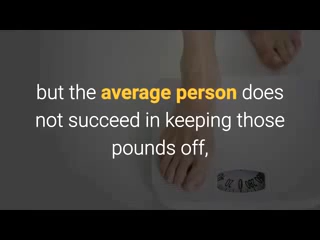 but the average person does
not succeed in keeping those
pounds off,